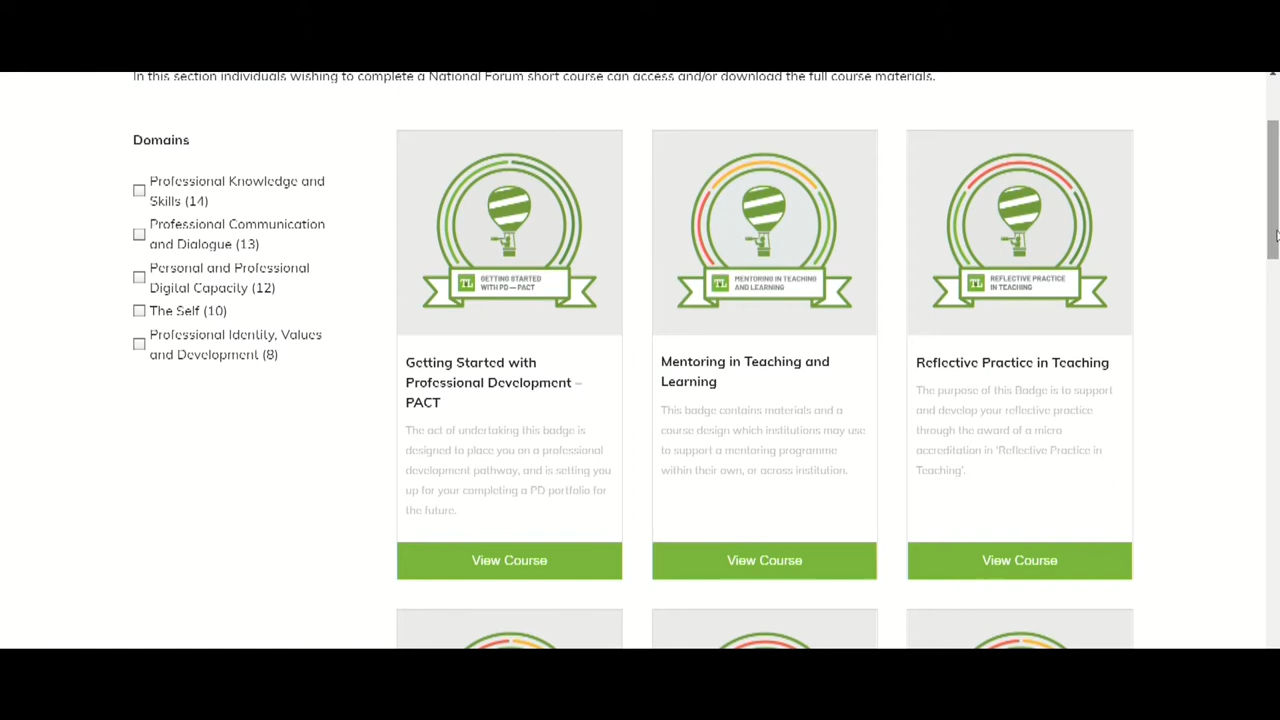 In this section individuals wishing to complete a National Forum short course can access and/or download the full course materials.
Domains
Professional Knowledge and
Skills (14)
Professional Communication
and Dialogue (13)
Personal and Professional
Digital Capacity (12)
The Self (10)
Professional Identity, Values
and Development (8)
TL
GETTING STARTED
WITH PD — PACT
Getting Started with
Professional Development –
PACT
The act of undertaking this badge is
designed to place you on a professional
development pathway, and is setting you
up for your completing a PD portfolio for
the future.
View Course
TL
MENTORING IN TEACHING
AND LEARNING
Mentoring in Teaching and
Learning
This badge contains materials and a
course design which institutions may use
to support a mentoring programme
within their own, or across institution.
View Course
TL
REFLECTIVE PRACTICE
IN TEACHING
Reflective Practice in Teaching
The purpose of this Badge is to support
and develop your reflective practice
through the award of a micro
accreditation in 'Reflective Practice in
Teaching'.
View Course